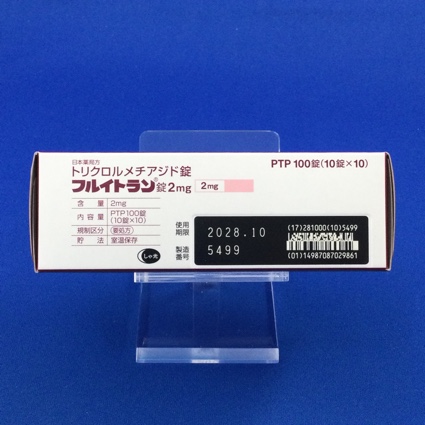 日本薬局方
トリクロルメチアジド錠
フルイトラン®錠2mg
2mg
PTP 100錠(10錠×10)
含 量 2mg
内 容 量 PTP100錠
(10錠×10)
規制区分 要処方
貯 法 室温保存
しゃ光
使用
期限
2028.10
製造
番号
5499
(17)281000(10)5499
(01)14987087029861